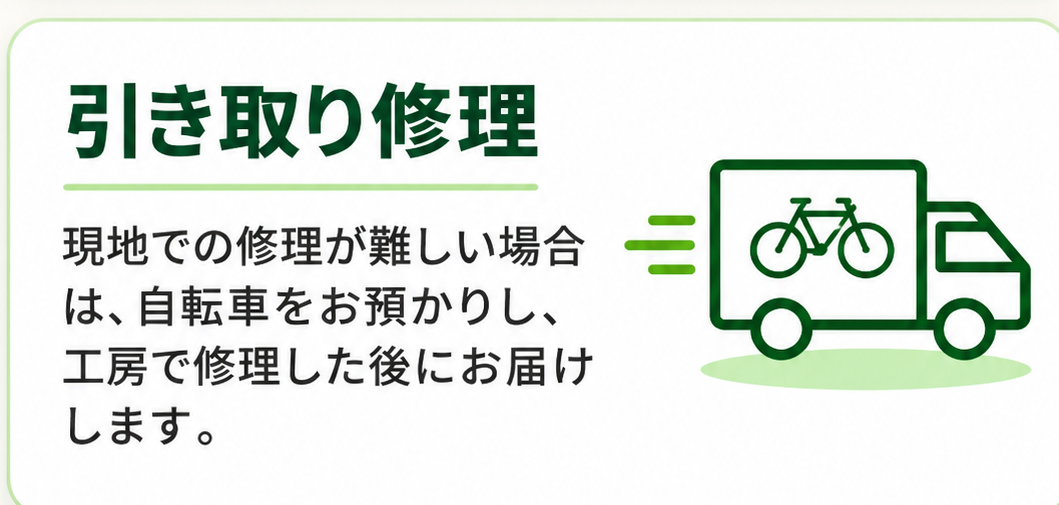 引き取り修理
現地での修理が難しい場合
は、自転車をお預かりし、
工房で修理した後にお届け
します。